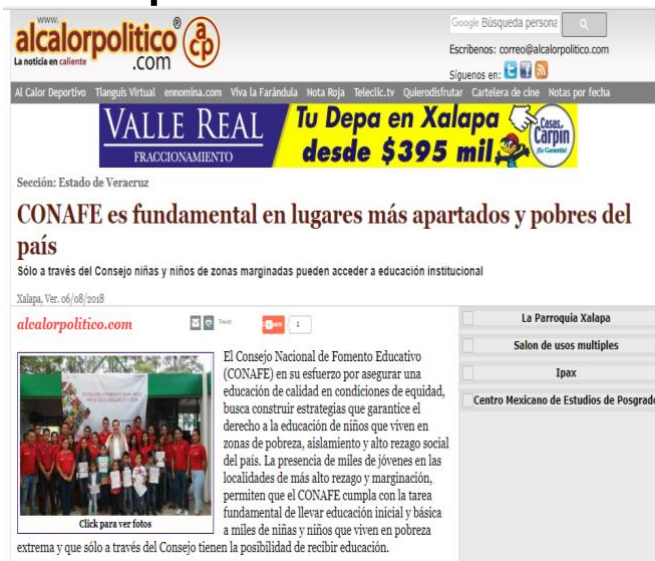 www.
alcalorpolitico®
.com
acp
La noticia en caliente
Google Búsqueda persona
Escribenos: correo@alcalorpolitico.com
Síguenos en:
Al Calor Deportivo Tianguis Virtual ennomina.com Viva la Farándula Nota Roja Teleclic.tv Quierodisfrutar Cartelera de cine Notas por fecha
VALLE REAL
FRACCIONAMIENTO
Tu Depa en Xalapa
desde $395 mil
Casas
Carpín
Sección: Estado de Veracruz
CONAFE es fundamental en lugares más apartados y pobres del
país
Sólo a través del Consejo niñas y niños de zonas marginadas pueden acceder a educación institucional
Xalapa, Ver. 06/08/2018
alcalorpolitico.com
Tweet
1
El Consejo Nacional de Fomento Educativo
(CONAFE) en su esfuerzo por asegurar una
educación de calidad en condiciones de equidad,
busca construir estrategias que garantice el
derecho a la educación de niños que viven en
zonas de pobreza, aislamiento y alto rezago social
del país. La presencia de miles de jóvenes en las
localidades de más alto rezago y marginación,
permiten que el CONAFE cumpla con la tarea
fundamental de llevar educación inicial y básica
a miles de niñas y niños que viven en pobreza
extrema y que sólo a través del Consejo tienen la posibilidad de recibir educación.
Click para ver fotos
La Parroquia Xalapa
Salon de usos multiples
Ipax
Centro Mexicano de Estudios de Posgrado